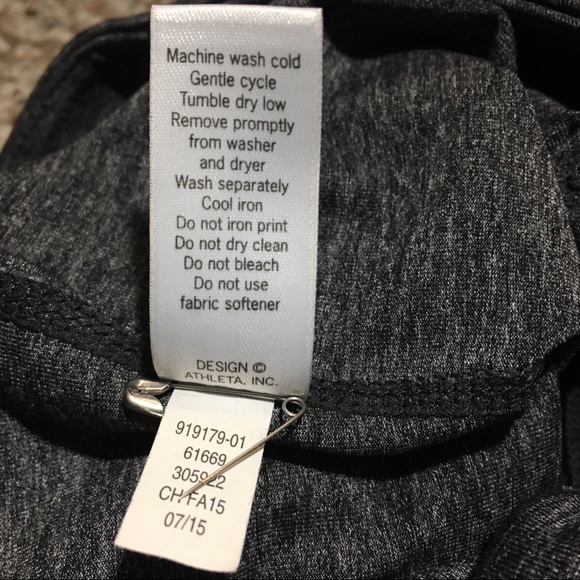 Machine wash cold
Gentle cycle
Tumble dry low
Remove promptly
from washer
and dryer
Wash separately
Cool iron
Do not iron print
Do not dry clean
Do not bleach
Do not use
fabric softener
DESIGN ©
ATHLETA, INC.
919179-01
61669
305922
CH FA15
07/15